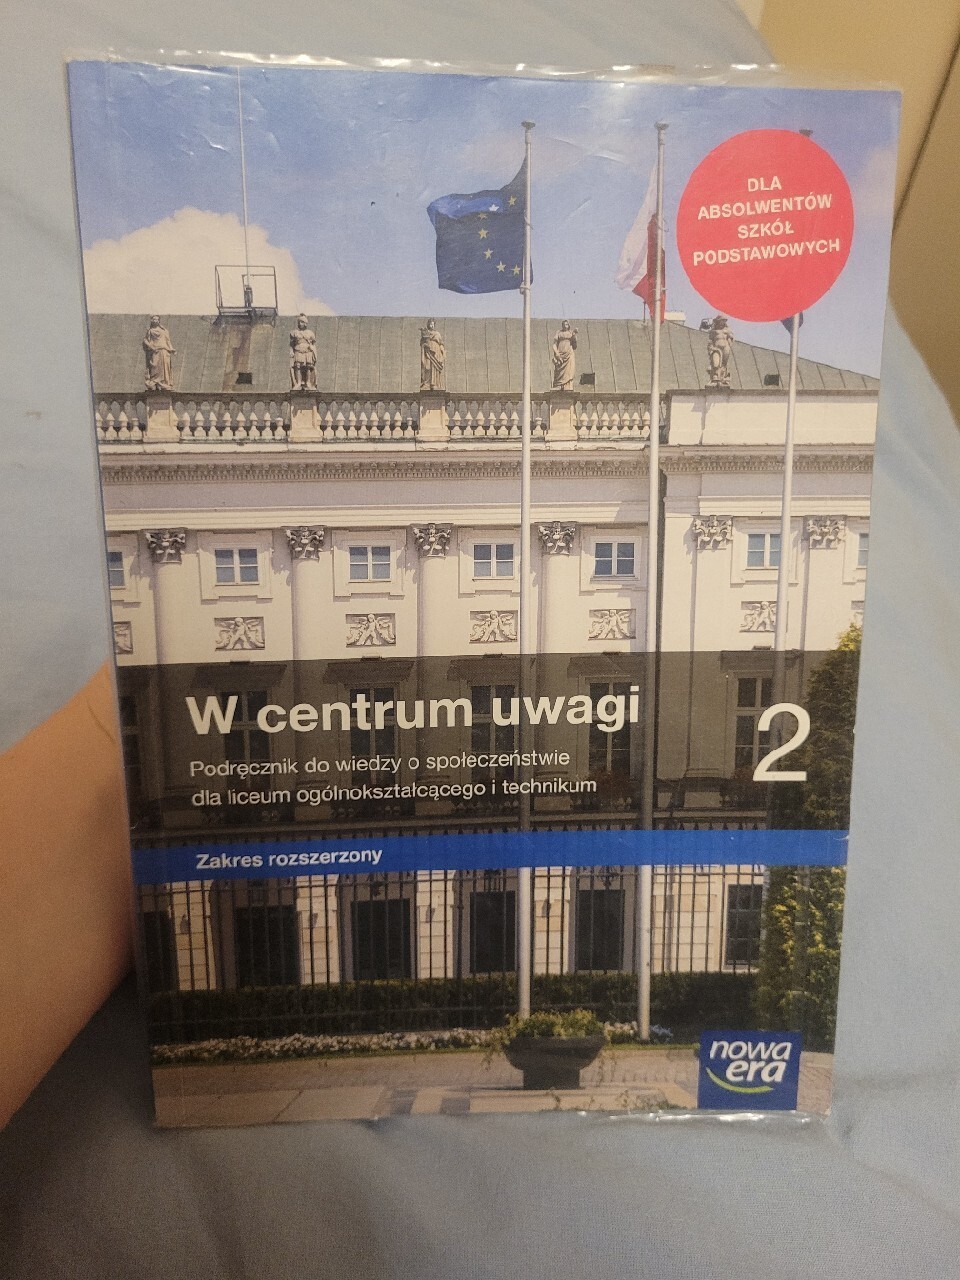 DLA
ABSOLWENTÓW
SZKÓŁ
PODSTAWOWYCH
W centrum uwagi
2
Podręcznik do wiedzy o społeczeństwie
dla liceum ogólnokształcącego i technikum
Zakres rozszerzony
nowa
era